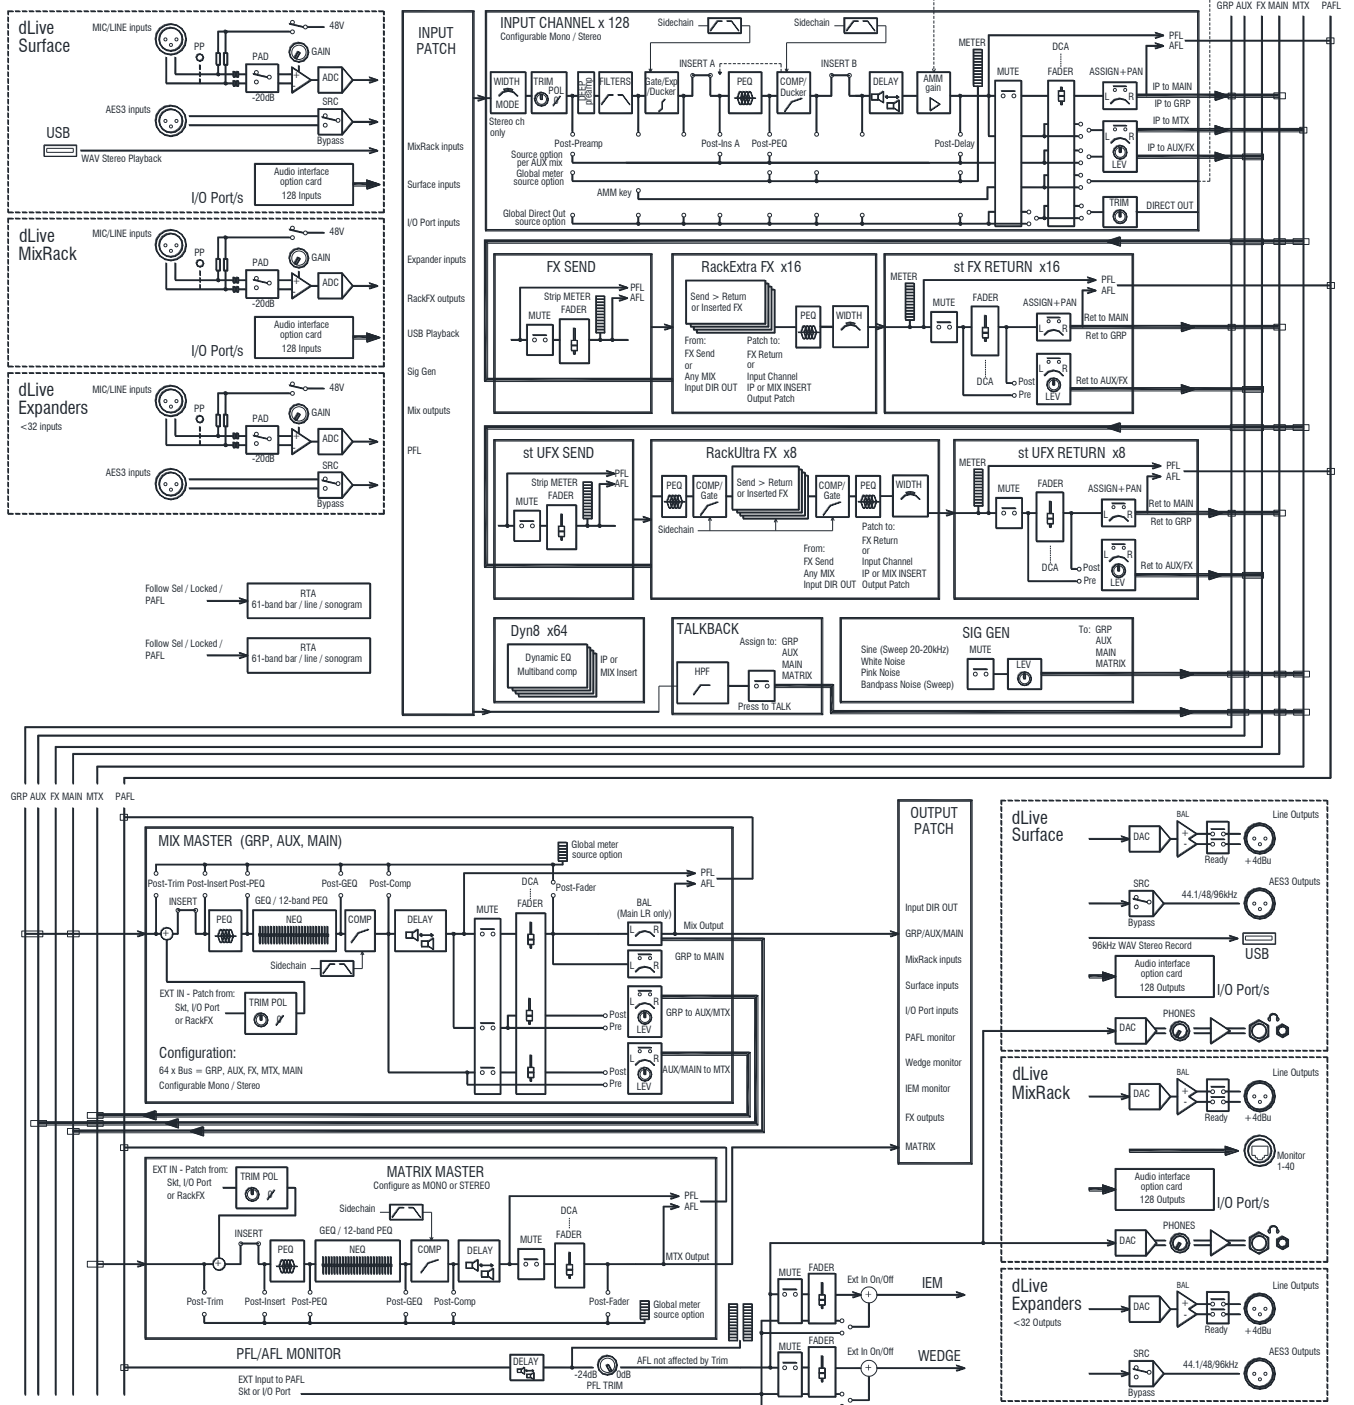 dLive
Surface
MIC/LINE inputs
PP
48V
GAIN
PAD
-20dB
ADC
AES3 inputs
SRC
Bypass
USB
WAV Stereo Playback
Audio interface
option card
128 Inputs
I/O Port/s
dLive
MixRack
MIC/LINE inputs
PP
48V
GAIN
PAD
-20dB
ADC
Audio interface
option card
128 Inputs
I/O Port/s
dLive
Expanders
<32 inputs
MIC/LINE inputs
PP
48V
GAIN
PAD
-20dB
ADC
AES3 inputs
SRC
Bypass
Follow Sel / Locked /
PAFL
RTA
61-band bar / line / sonogram
Follow Sel / Locked /
PAFL
RTA
61-band bar / line / sonogram
INPUT
PATCH
MixRack inputs
Surface inputs
I/O Port inputs
Expander inputs
RackFX outputs
USB Playback
Sig Gen
Mix outputs
PFL
INPUT CHANNEL x 128
Configurable Mono / Stereo
Sidechain
Sidechain
WIDTH
MODE
Stereo ch
only
TRIM
POL
DEEP
preamp
FILTERS
Gate/Exp
/Ducker
INSERT A
PEQ
COMP/
Ducker
INSERT B
DELAY
AMM
gain
METER
MUTE
DCA
FADER
ASSIGN+PAN
L R
PFL
AFL
IP to MAIN
IP to GRP
IP to MTX
L R
LEV
IP to AUX/FX
TRIM
DIRECT OUT
Post-Preamp
Post-Ins A
Post-PEQ
Post-Delay
Source option
per AUX mix
Global meter
source option
AMM key
Global Direct Out
source option
GRP AUX FX MAIN MTX PAFL
FX SEND
Strip METER
FADER
MUTE
PFL
AFL
RackExtra FX x16
Send > Return
or Inserted FX
PEQ
WIDTH
From:
FX Send
or
Any MIX
Input DIR OUT
Patch to:
FX Return
or
Input Channel
IP or MIX INSERT
Output Patch
st FX RETURN x16
METER
MUTE
FADER
DCA
ASSIGN+PAN
L R
PFL
AFL
Ret to MAIN
Ret to GRP
Post
Pre
L R
LEV
Ret to AUX/FX
st UFX SEND
Strip METER
FADER
MUTE
PFL
AFL
RackUltra FX x8
PEQ
COMP/
Gate
Send > Return
or Inserted FX
COMP/
Gate
PEQ
WIDTH
Sidechain
From:
FX Send
Any MIX
Input DIR OUT
Patch to:
FX Return
or
Input Channel
IP or MIX INSERT
Output Patch
st UFX RETURN x8
METER
MUTE
FADER
DCA
ASSIGN+PAN
L R
PFL
AFL
Ret to MAIN
Ret to GRP
Post
Pre
L R
LEV
Ret to AUX/FX
Dyn8 x64
Dynamic EQ
Multiband comp
IP or
MIX Insert
TALKBACK
Assign to: GRP
AUX
MAIN
MATRIX
HPF
Press to TALK
SIG GEN
Sine (Sweep 20-20kHz)
White Noise
Pink Noise
Bandpass Noise (Sweep)
MUTE
LEV
To: GRP
AUX
MAIN
MATRIX
GRP AUX FX MAIN MTX PAFL
MIX MASTER (GRP, AUX, MAIN)
Global meter
source option
Post-Trim
Post-Insert
Post-PEQ
Post-GEQ
Post-Comp
Post-Fader
INSERT
PEQ
GEQ / 12-band PEQ
NEQ
COMP
DELAY
MUTE
DCA
FADER
Sidechain
BAL
(Main LR only)
L R
PFL
AFL
Mix Output
GRP to MAIN
L R
GRP to AUX/MTX
Post
Pre
L R
LEV
AUX/MAIN to MTX
Post
Pre
L R
LEV
EXT IN - Patch from:
Skt, I/O Port
or RackFX
TRIM POL
Configuration:
64 x Bus = GRP, AUX, FX, MTX, MAIN
Configurable Mono / Stereo
MATRIX MASTER
Configure as MONO or STEREO
EXT IN - Patch from:
Skt, I/O Port
or RackFX
TRIM POL
Sidechain
INSERT
PEQ
GEQ / 12-band PEQ
NEQ
COMP
DELAY
MUTE
DCA
FADER
PFL
AFL
MTX Output
Post-Trim
Post-Insert
Post-PEQ
Post-GEQ
Post-Comp
Post-Fader
Global meter
source option
PFL/AFL MONITOR
EXT Input to PAFL
Skt or I/O Port
DELAY
-24dB 0dB
PFL TRIM
AFL not affected by Trim
MUTE
FADER
Ext In On/Off
IEM
MUTE
FADER
Ext In On/Off
WEDGE
OUTPUT
PATCH
Input DIR OUT
GRP/AUX/MAIN
MixRack inputs
Surface inputs
I/O Port inputs
PAFL monitor
Wedge monitor
IEM monitor
FX outputs
MATRIX
dLive
Surface
DAC
BAL
Ready
Line Outputs
+4dBu
SRC
Bypass
44.1/48/96kHz
AES3 Outputs
96kHz WAV Stereo Record
USB
Audio interface
option card
128 Outputs
I/O Port/s
DAC
PHONES
dLive
MixRack
DAC
BAL
Ready
Line Outputs
+4dBu
Monitor
1-40
Audio interface
option card
128 Outputs
I/O Port/s
DAC
PHONES
dLive
Expanders
<32 Outputs
DAC
BAL
Ready
Line Outputs
+4dBu
SRC
Bypass
44.1/48/96kHz
AES3 Outputs